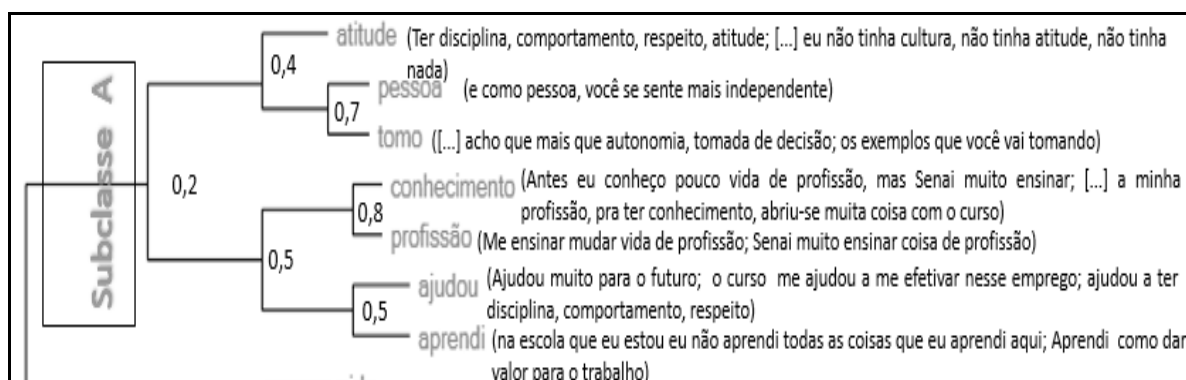 atitude (Ter disciplina, comportamento, respeito, atitude; [...] eu não tinha cultura, não tinha atitude, não tinha
nada)
0,4
pessoa (e como pessoa, você se sente mais independente)
0,7
tomo ([...] acho que mais que autonomia, tomada de decisão; os exemplos que você vai tomando)
Subclasse A
0,2
conhecimento (Antes eu conheço pouco vida de profissão, mas Senai muito ensinar; [...] a minha
profissão, pra ter conhecimento, abriu-se muita coisa com o curso)
0,8
profissão (Me ensinar mudar vida de profissão; Senai muito ensinar coisa de profissão)
0,5
ajudou (Ajudou muito para o futuro; o curso me ajudou a me efetivar nesse emprego; ajudou a ter
disciplina, comportamento, respeito)
0,5
aprendi (na escola que eu estou eu não aprendi todas as coisas que eu aprendi aqui; Aprendi como dar
valor para o trabalho)